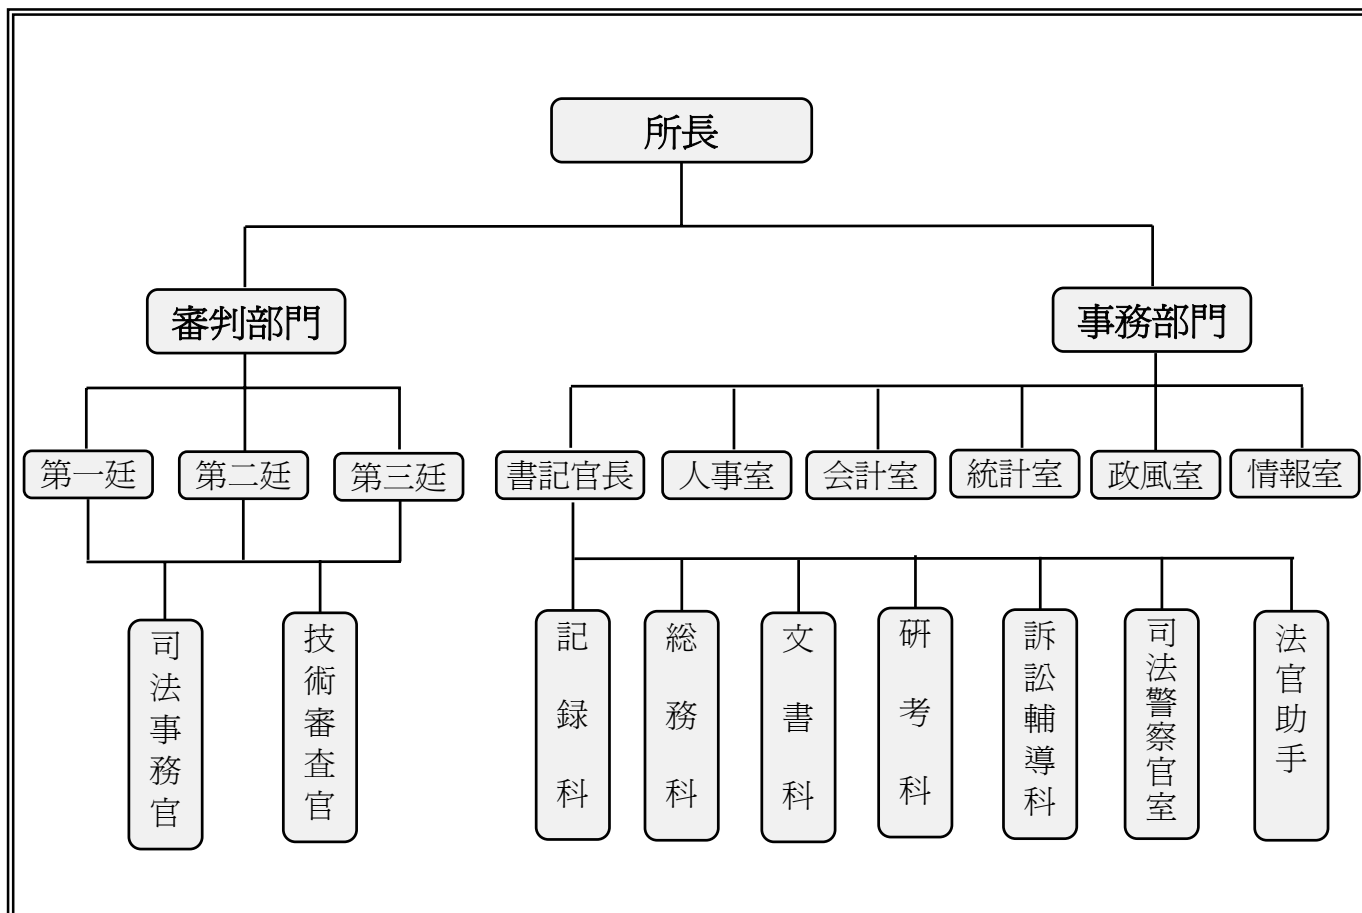 所長
審判部門
事務部門
第一廷
第二廷
第三廷
書記官長
人事室
会計室
統計室
政風室
情報室
司法事務官
技術審査官
記録科
総務科
文書科
研考科
訴訟輔導科
司法警察官室
法官助手